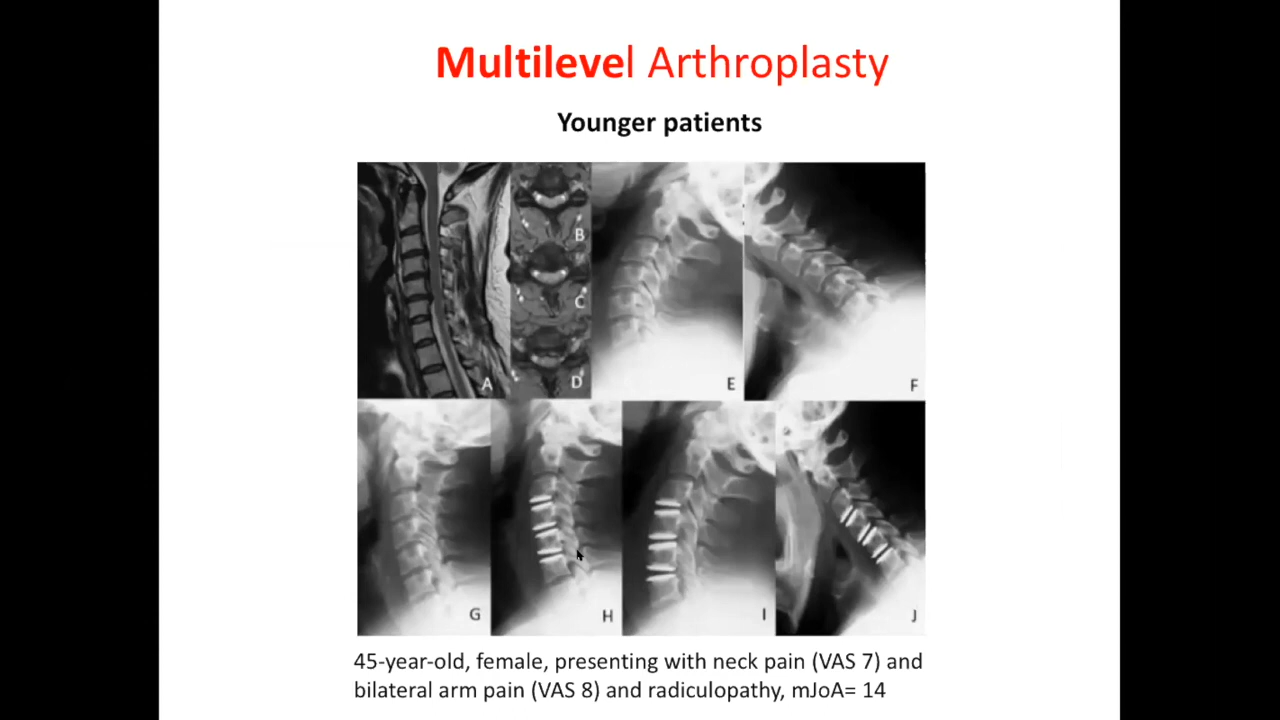 Multilevel Arthroplasty
Younger patients
A
B
C
D
E
F
G
H
I
J
45-year-old, female, presenting with neck pain (VAS 7) and
bilateral arm pain (VAS 8) and radiculopathy, mJoA= 14